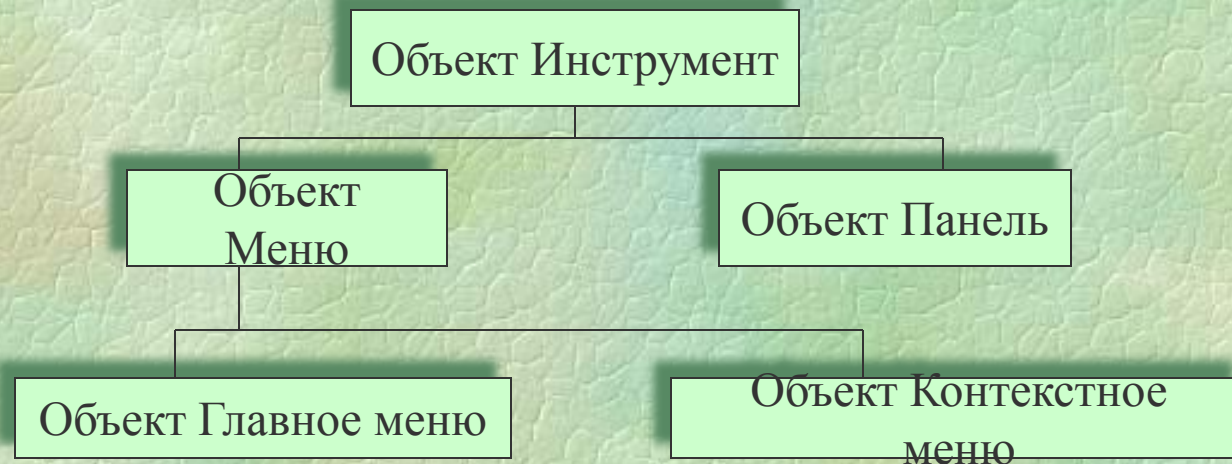 Объект Инструмент
Объект
Меню
Объект Панель
Объект Главное меню
Объект Контекстное
меню